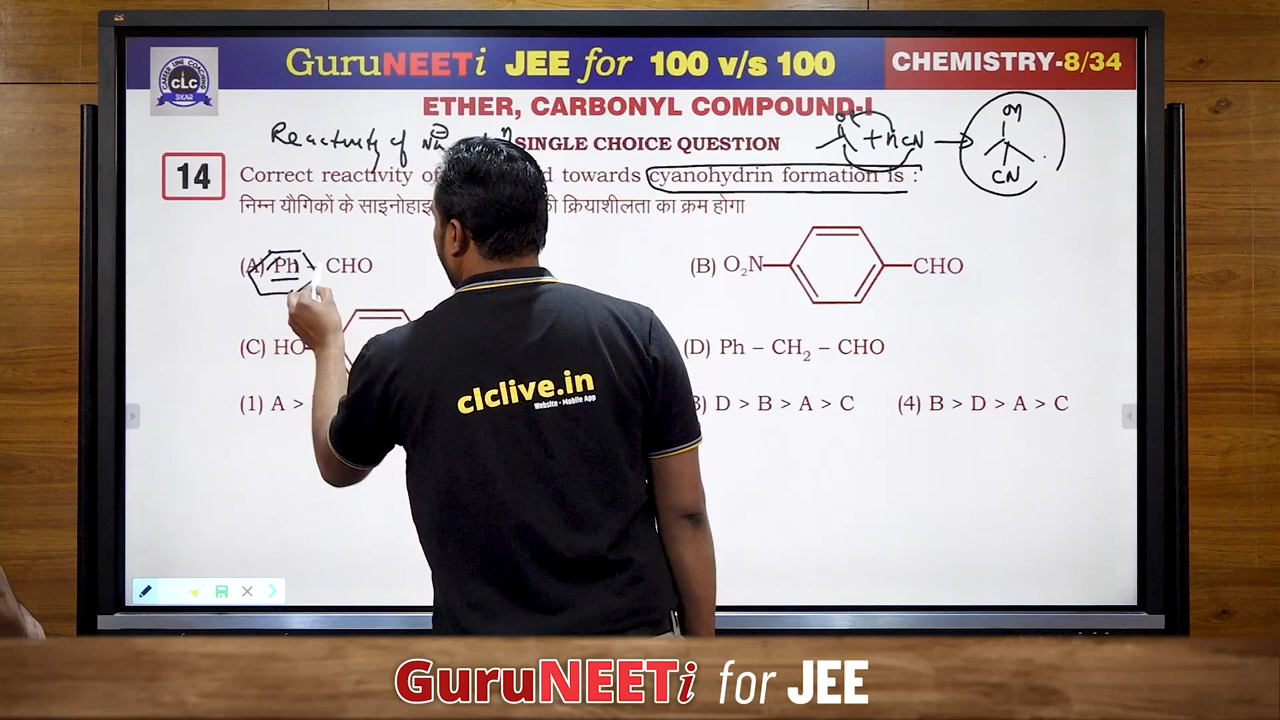 GuruNEETi JEE for 100 v/s 100
CHEMISTRY-8/34
CLC
SIKAR
ETHER, CARBONYL COMPOUND-I
Reactivity of
SINGLE CHOICE QUESTION
+ HCN →
OH
CN
14
Correct reactivity of towards cyanohydrin formation is :
निम्न यौगिकों के क्रियाशीलता का क्रम होगा
(A) Ph – CHO
(B) O₂N CHO
(C) HO
(D) Ph – CH₂ – CHO
(1) A >
D > B > A > C
(4) B > D > A > C
clclive.in
Website - Mobile App
GuruNEETi for JEE